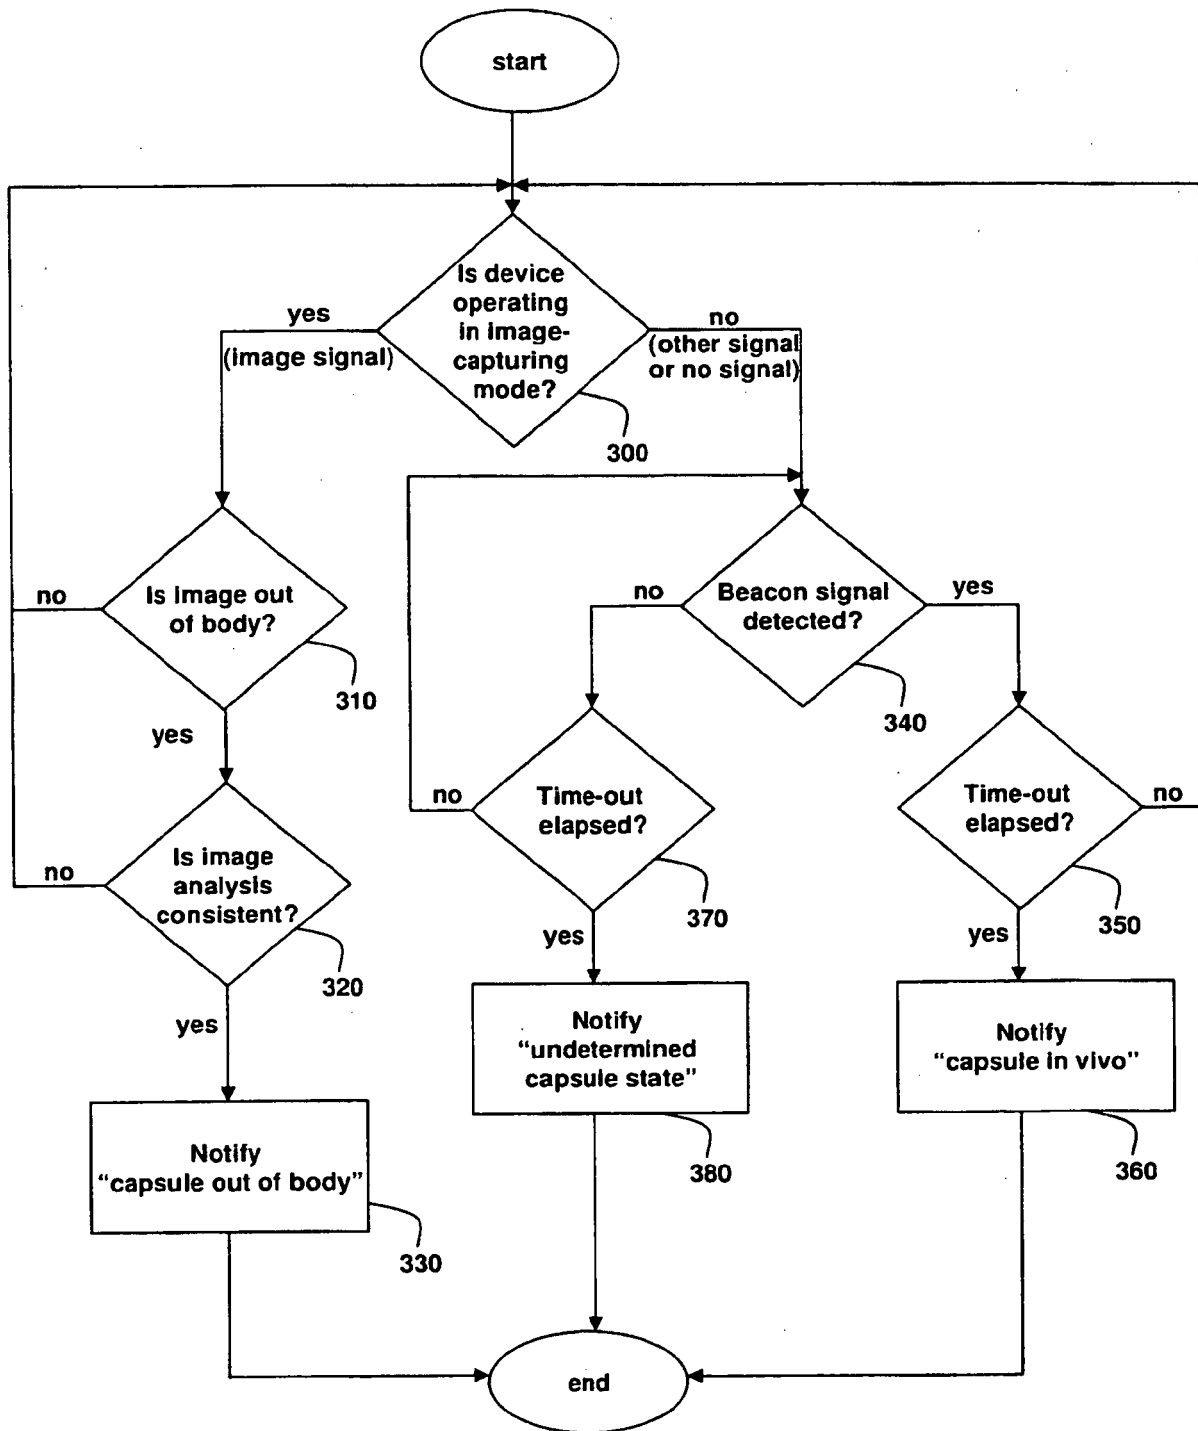 start
Is device
operating
in image-
capturing
mode?
300
yes
(image signal)
no
(other signal
or no signal)
Is image out
of body?
310
no
yes
Beacon signal
detected?
340
no
yes
Is image
analysis
consistent?
320
no
yes
Time-out
elapsed?
370
no
yes
Time-out
elapsed?
350
no
yes
Notify
"capsule out of body"
330
Notify
"undetermined
capsule state"
380
Notify
"capsule in vivo"
360
end